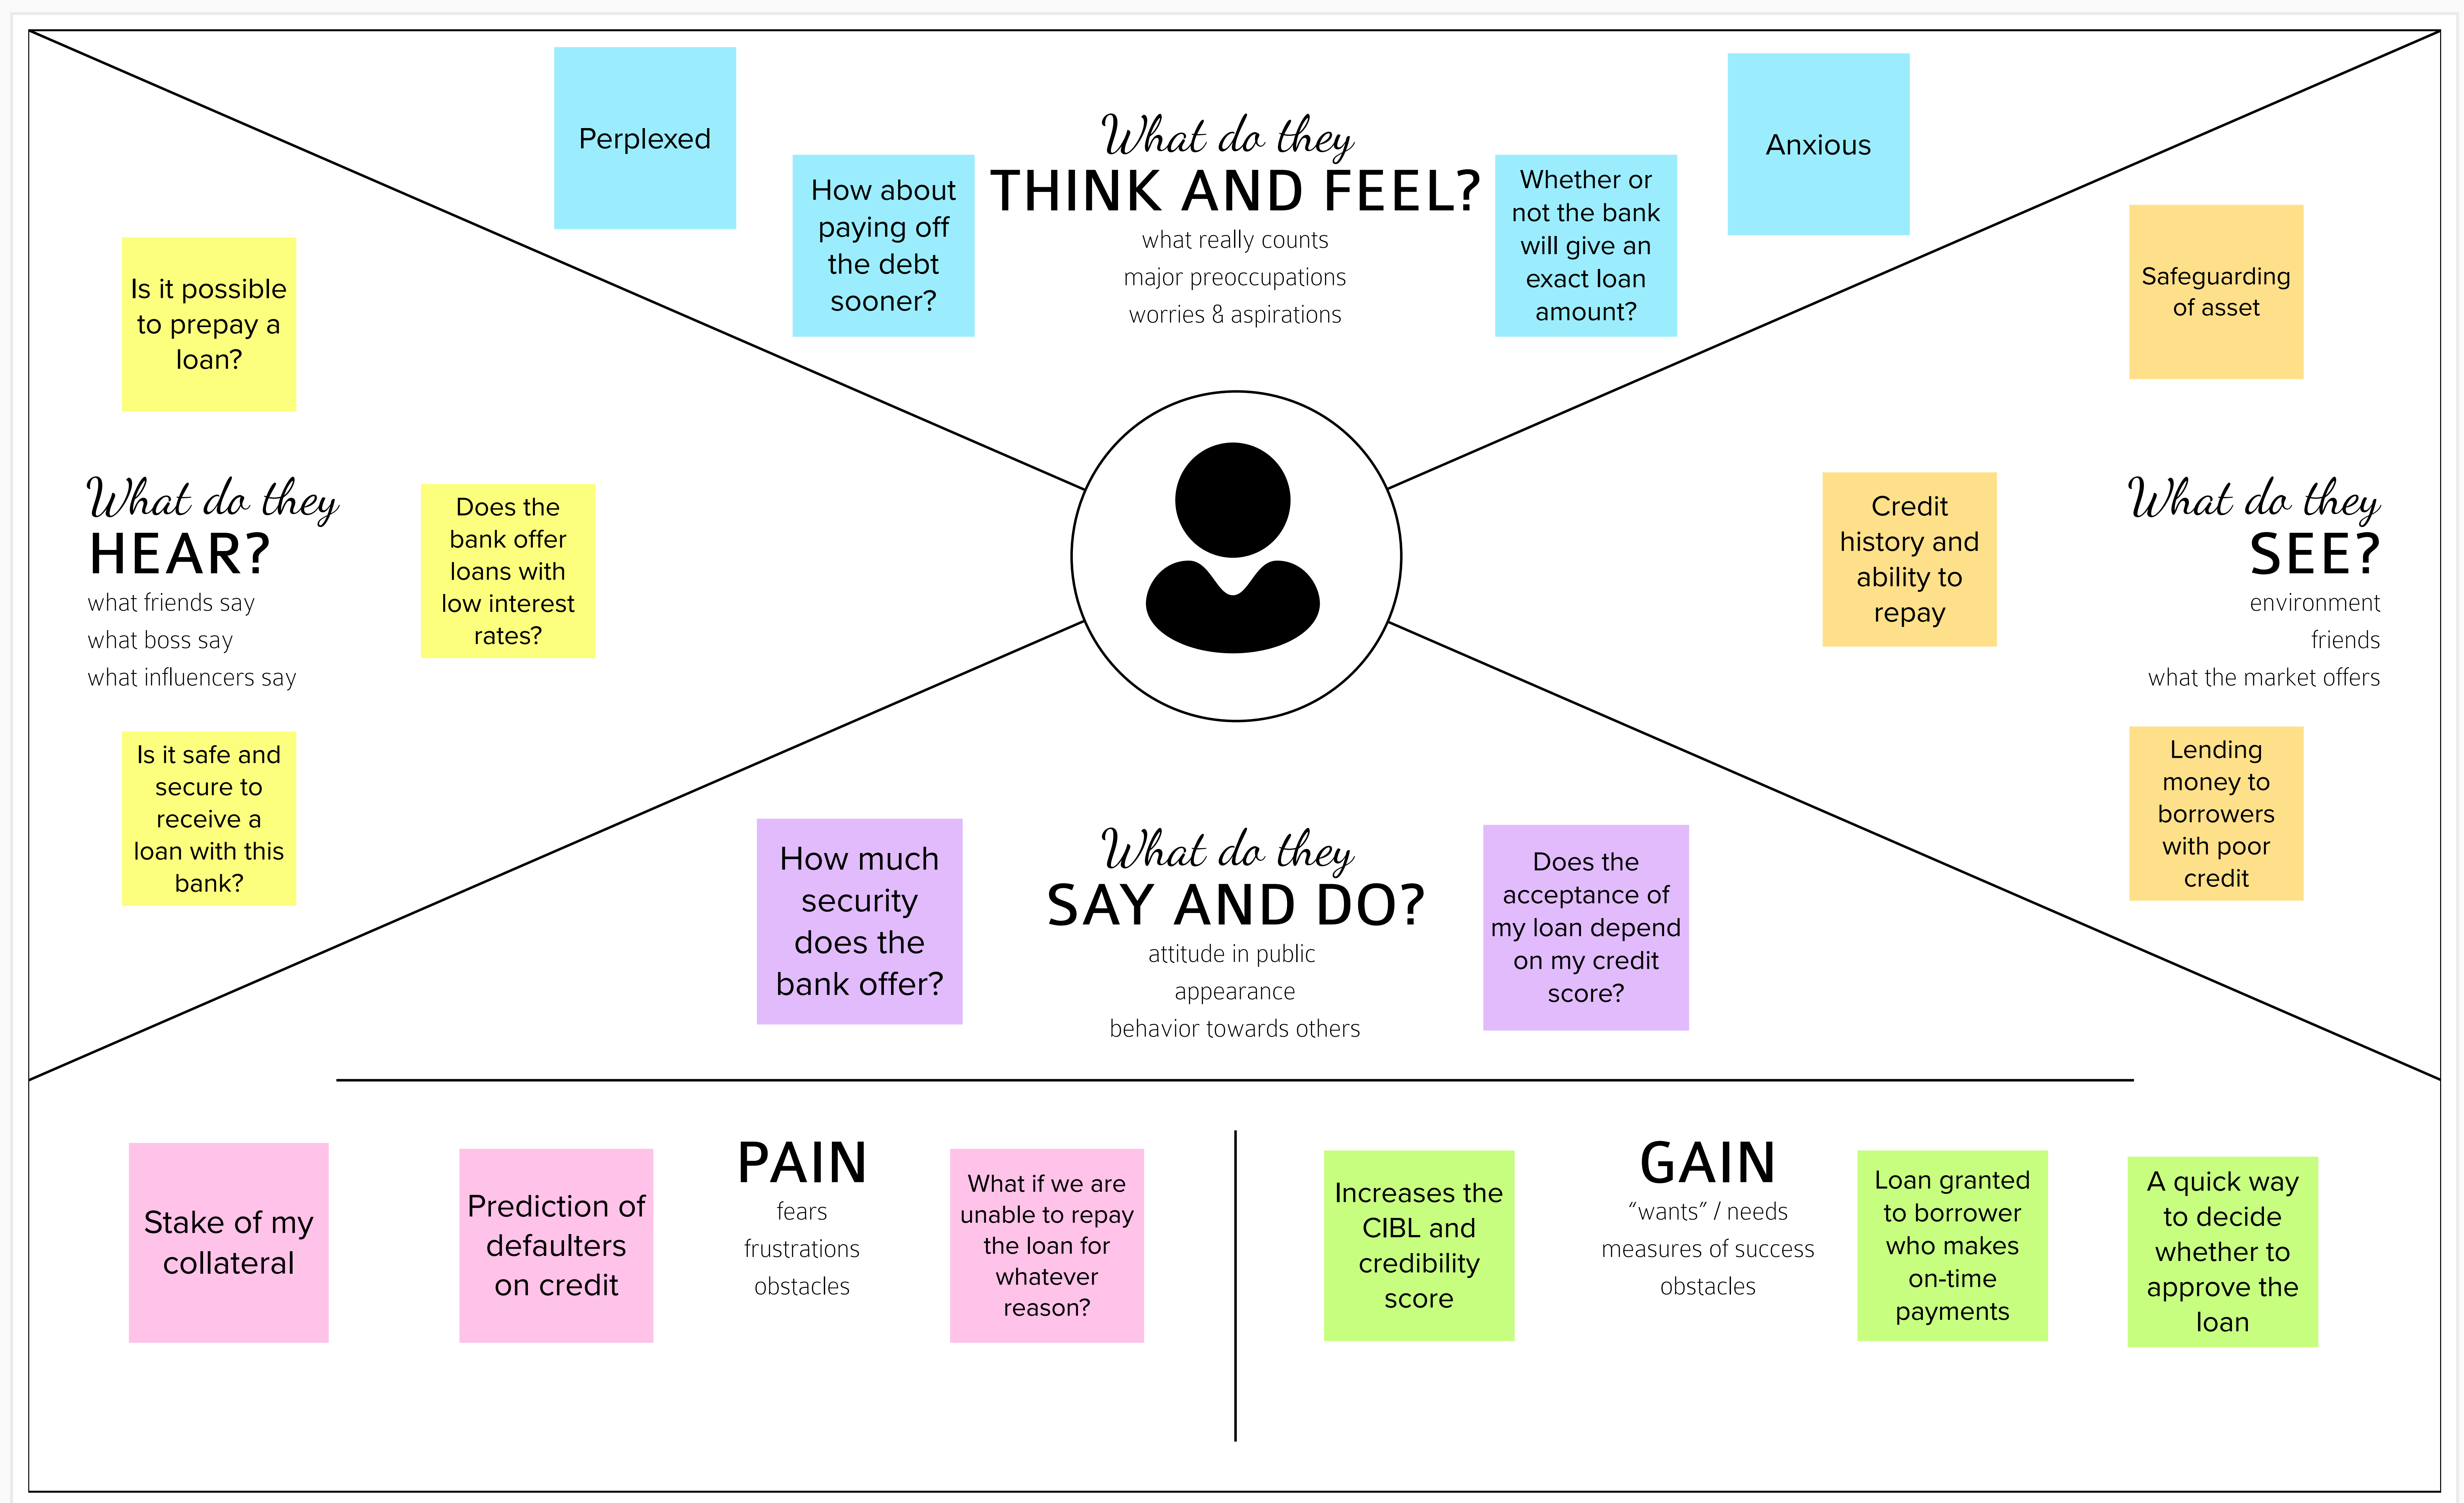 Perplexed
How about
paying off
the debt
sooner?
What do they
THINK AND FEEL?
what really counts
major preoccupations
worries & aspirations
Whether or
not the bank
will give an
exact loan
amount?
Anxious
Is it possible
to prepay a
loan?
What do they
HEAR?
what friends say
what boss say
what influencers say
Does the
bank offer
loans with
low interest
rates?
Is it safe and
secure to
receive a
loan with this
bank?
Safeguarding
of asset
Credit
history and
ability to
repay
What do they
SEE?
environment
friends
what the market offers
Lending
money to
borrowers
with poor
credit
How much
security
does the
bank offer?
What do they
SAY AND DO?
attitude in public
appearance
behavior towards others
Does the
acceptance of
my loan depend
on my credit
score?
Stake of my
collateral
Prediction of
defaulters
on credit
PAIN
fears
frustrations
obstacles
What if we are
unable to repay
the loan for
whatever
reason?
Increases the
CIBL and
credibility
score
GAIN
“wants” / needs
measures of success
obstacles
Loan granted
to borrower
who makes
on-time
payments
A quick way
to decide
whether to
approve the
loan